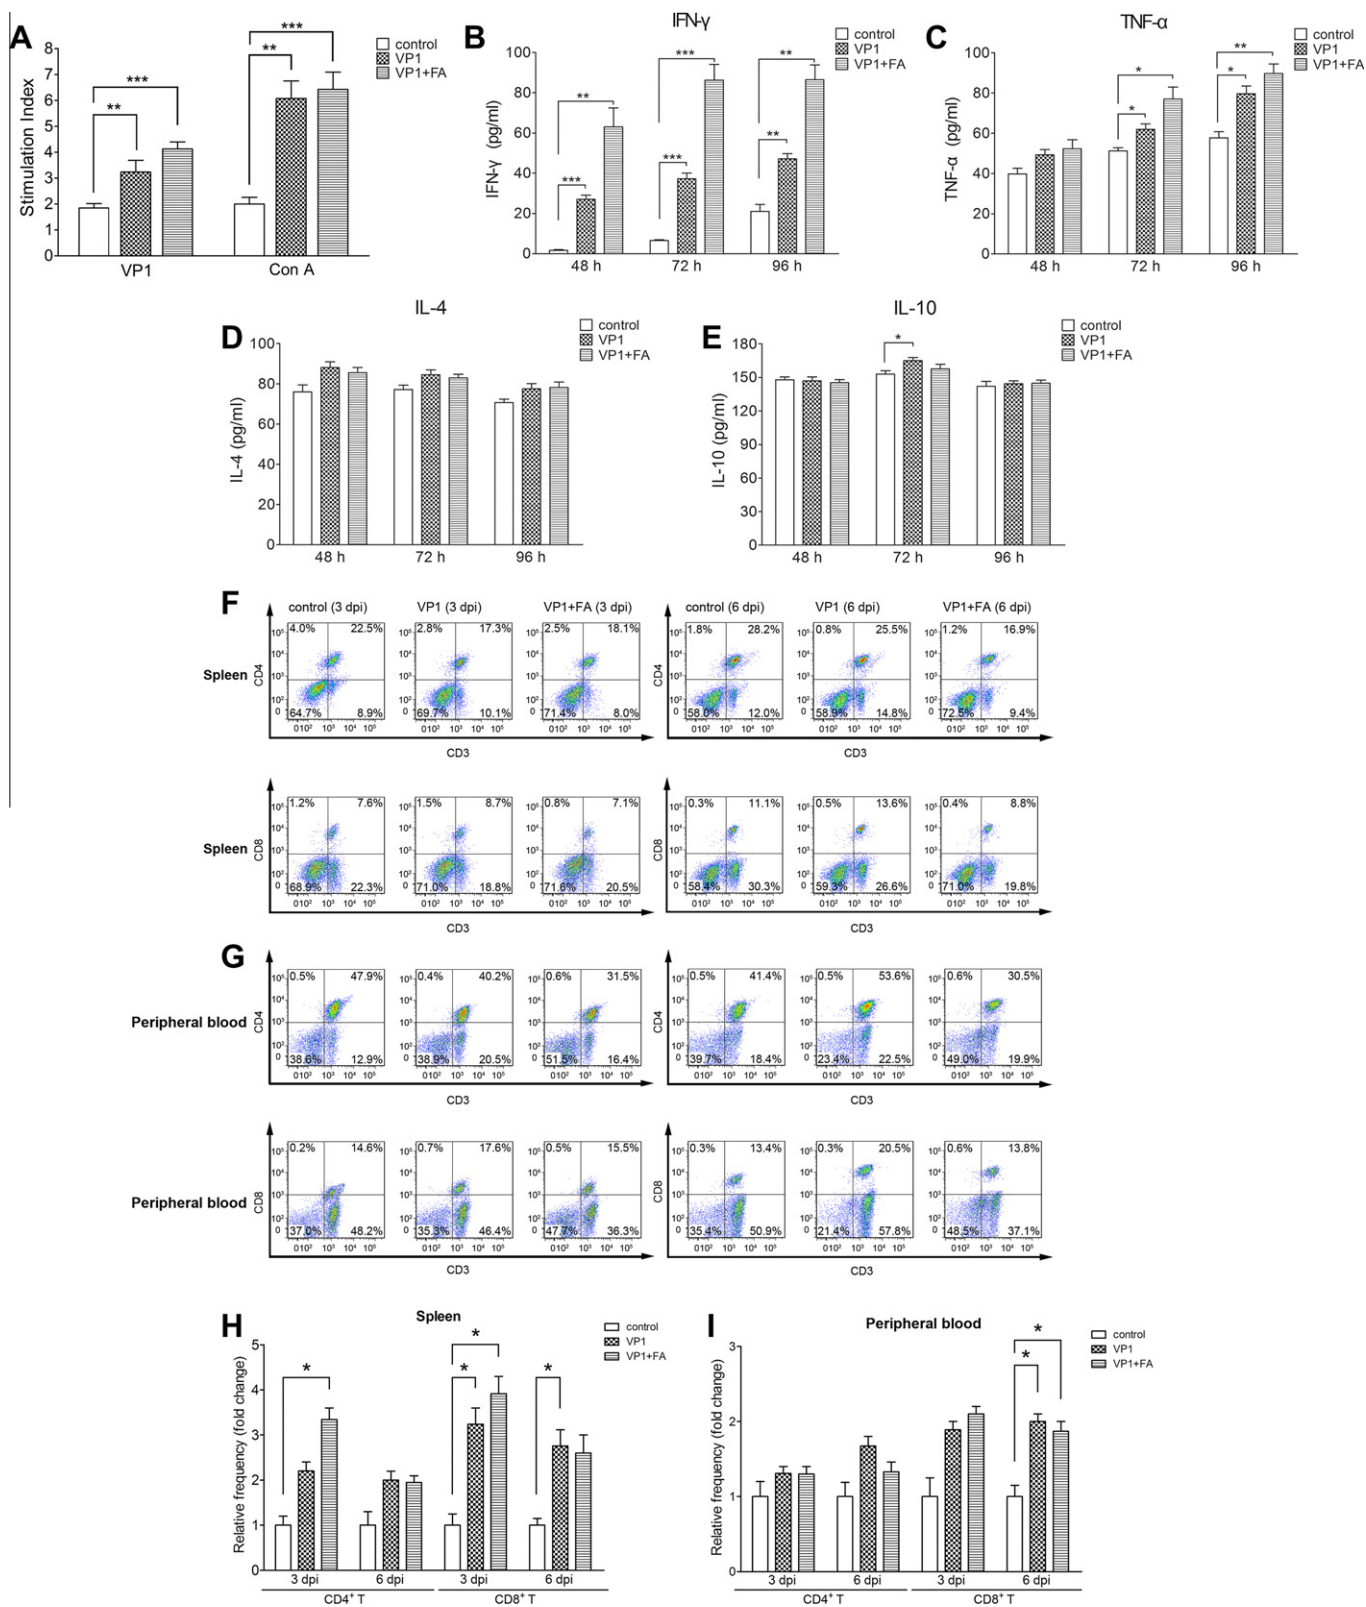 A
control
VP1
VP1+FA
Stimulation Index
8
7
6
5
4
3
2
1
0
***
**
***
**
VP1 Con A
B
IFN-γ
control
VP1
VP1+FA
IFN-γ (pg/ml)
100
80
60
40
20
0
***
**
***
***
**
**
48 h 72 h 96 h
C
TNF-α
control
VP1
VP1+FA
TNF-α (pg/ml)
100
80
60
40
20
0
*
*
*
**
48 h 72 h 96 h
D
IL-4
control
VP1
VP1+FA
IL-4 (pg/ml)
100
80
60
40
20
0
48 h 72 h 96 h
E
IL-10
control
VP1
VP1+FA
IL-10 (pg/ml)
180
150
120
90
60
30
0
*
48 h 72 h 96 h
F
control (3 dpi) VP1 (3 dpi) VP1+FA (3 dpi) control (6 dpi) VP1 (6 dpi) VP1+FA (6 dpi)
Spleen
CD4
4.0% 22.5% 2.8% 17.3% 2.5% 18.1% 1.8% 28.2% 0.8% 25.5% 1.2% 16.9%
64.7% 8.9% 69.7% 10.1% 71.4% 8.0% 58.0% 12.0% 58.9% 14.8% 72.5% 9.4%
CD3 CD3
Spleen
CD8
1.2% 7.6% 1.5% 8.7% 0.8% 7.1% 0.3% 11.1% 0.5% 13.6% 0.4% 8.8%
68.9% 22.3% 71.0% 18.8% 71.6% 20.5% 58.4% 30.3% 59.3% 26.6% 71.0% 19.8%
CD3 CD3
G
Peripheral blood
CD4
0.5% 47.9% 0.4% 40.2% 0.6% 31.5% 0.5% 41.4% 0.5% 53.6% 0.6% 30.5%
38.6% 12.9% 38.9% 20.5% 51.5% 16.4% 39.7% 18.4% 23.4% 22.5% 49.0% 19.9%
CD3 CD3
Peripheral blood
CD8
0.2% 14.6% 0.7% 17.6% 0.5% 15.5% 0.3% 13.4% 0.3% 20.5% 0.6% 13.8%
37.0% 48.2% 35.3% 46.4% 47.7% 36.3% 35.4% 50.9% 21.4% 57.8% 48.5% 37.1%
CD3 CD3
H
Spleen
control
VP1
VP1+FA
Relative frequency (fold change)
5
4
3
2
1
0
*
*
*
*
3 dpi 6 dpi 3 dpi 6 dpi
CD4⁺ T CD8⁺ T
I
Peripheral blood
control
VP1
VP1+FA
Relative frequency (fold change)
3
2
1
0
*
*
3 dpi 6 dpi 3 dpi 6 dpi
CD4⁺ T CD8⁺ T